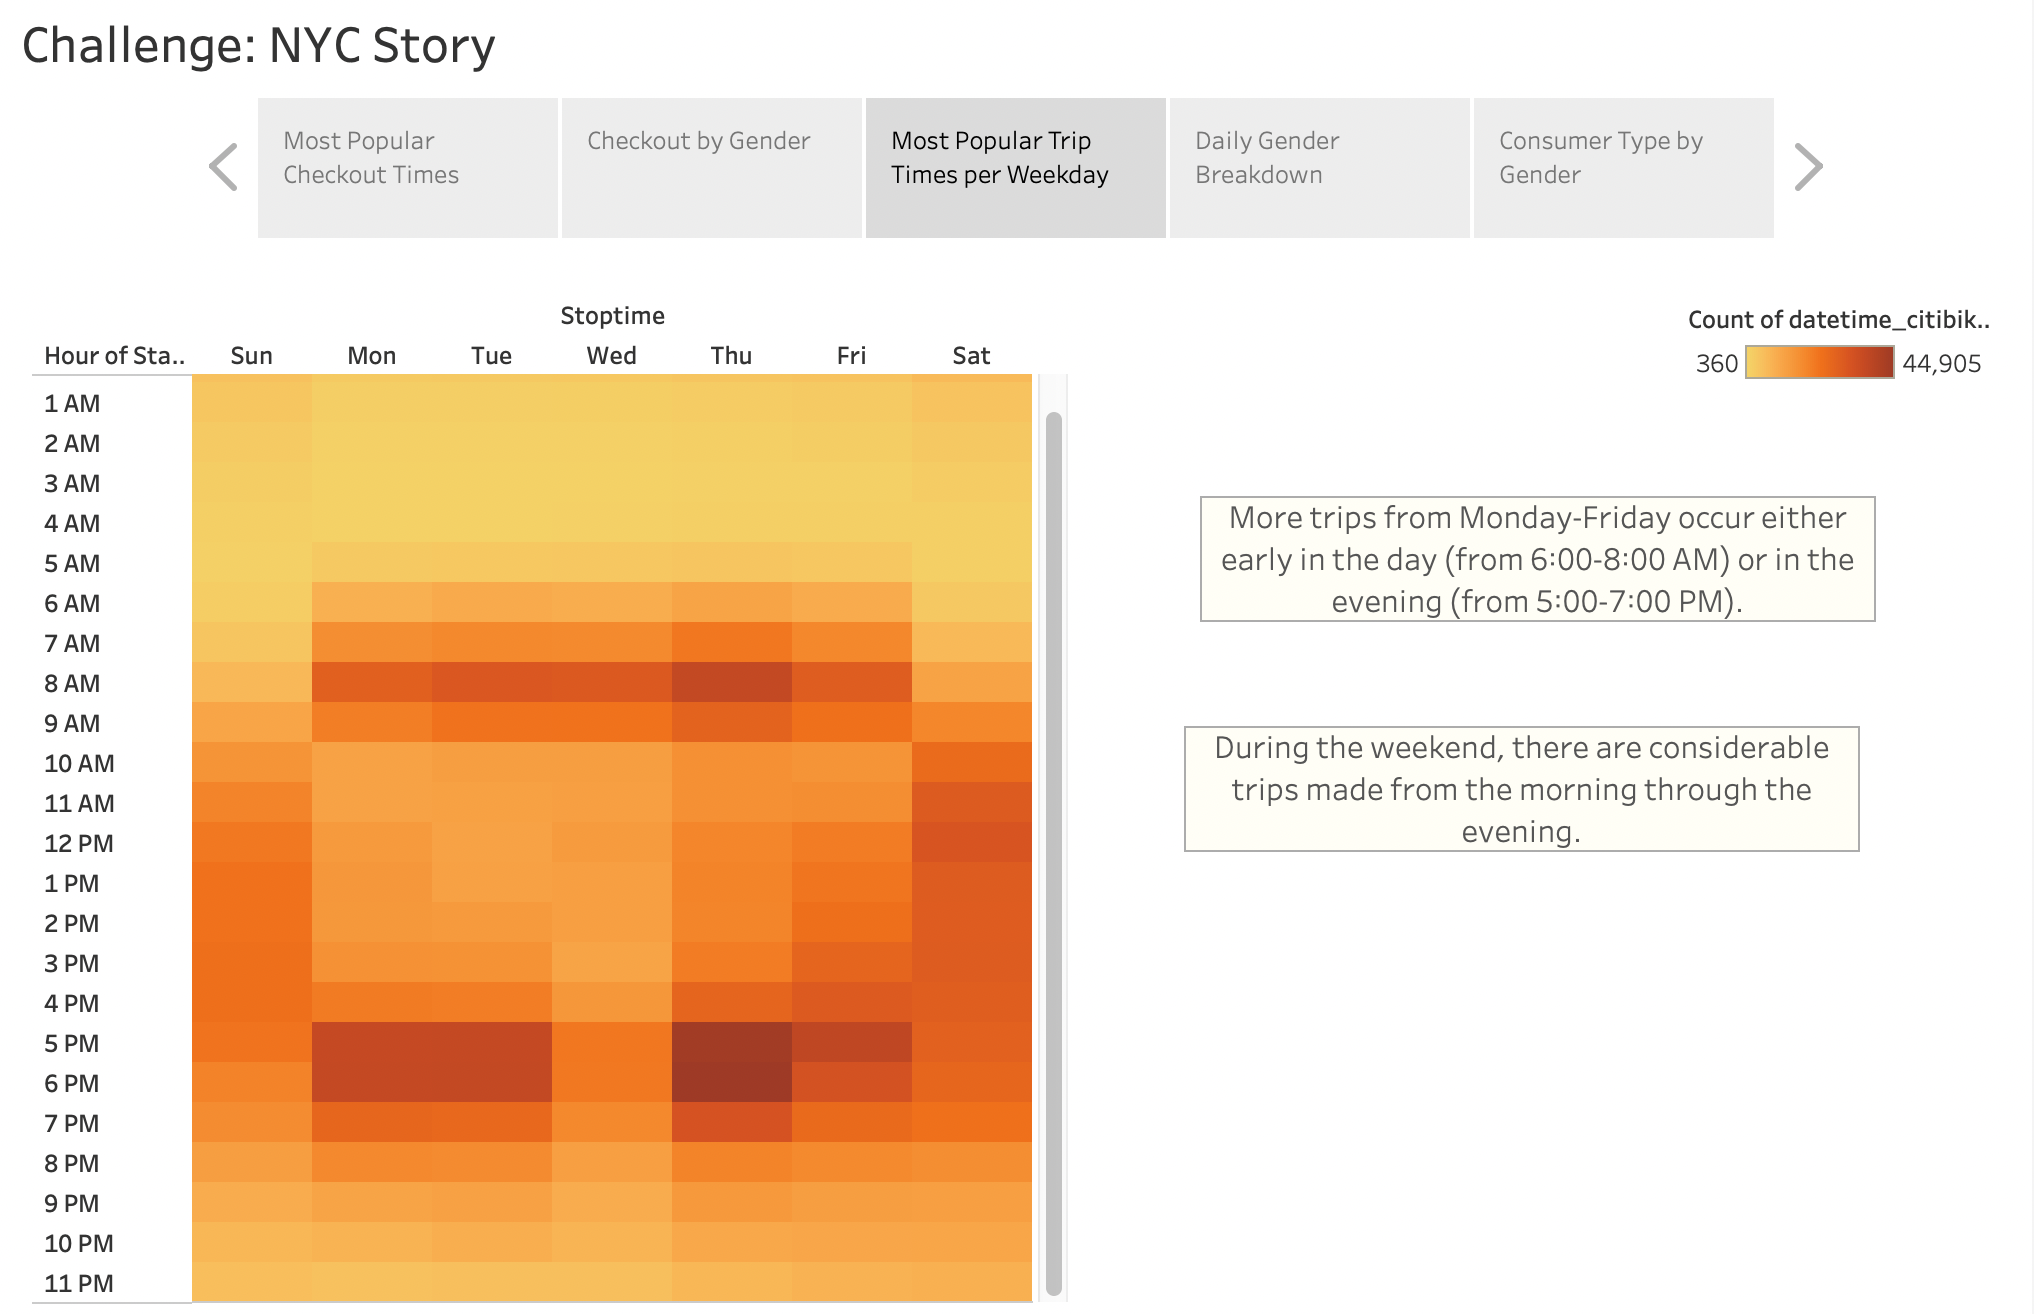 Challenge: NYC Story
Most Popular
Checkout Times
Checkout by Gender
Most Popular Trip
Times per Weekday
Daily Gender
Breakdown
Consumer Type by
Gender
Stoptime
Hour of Sta.. Sun Mon Tue Wed Thu Fri Sat
1 AM
2 AM
3 AM
4 AM
5 AM
6 AM
7 AM
8 AM
9 AM
10 AM
11 AM
12 PM
1 PM
2 PM
3 PM
4 PM
5 PM
6 PM
7 PM
8 PM
9 PM
10 PM
11 PM
Count of datetime_citibik..
360 44,905
More trips from Monday-Friday occur either
early in the day (from 6:00-8:00 AM) or in the
evening (from 5:00-7:00 PM).
During the weekend, there are considerable
trips made from the morning through the
evening.